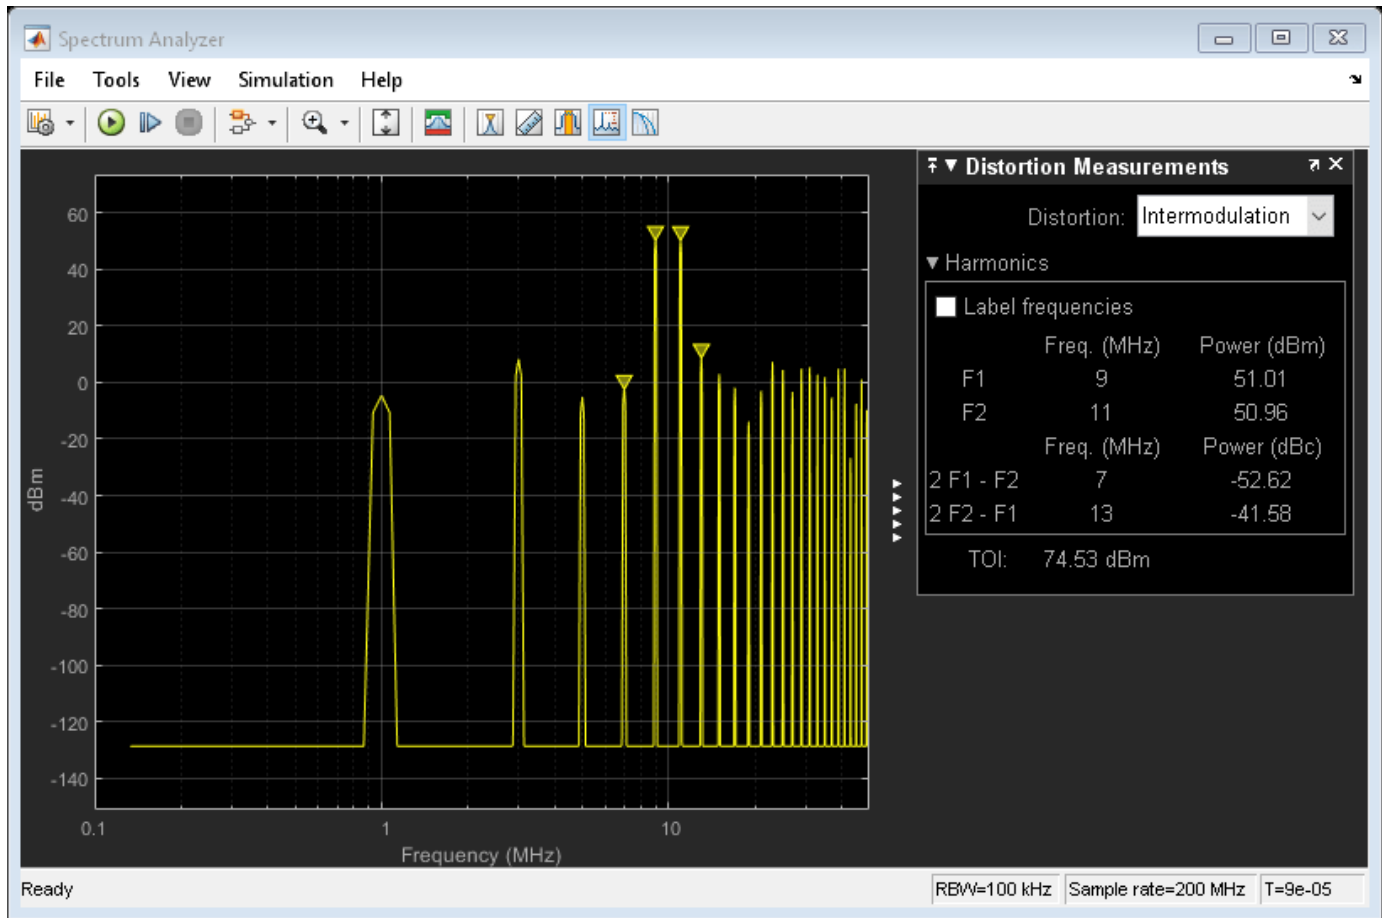 Spectrum Analyzer
File Tools View Simulation Help
60
40
20
0
-20
-40
-60
-80
-100
-120
-140
dBm
0.1 1 10
Frequency (MHz)
Distortion Measurements
Distortion: Intermodulation
Harmonics
Label frequencies
Freq. (MHz) Power (dBm)
F1 9 51.01
F2 11 50.96
Freq. (MHz) Power (dBc)
2 F1 - F2 7 -52.62
2 F2 - F1 13 -41.58
TOI: 74.53 dBm
Ready RBW=100 kHz Sample rate=200 MHz T=9e-05